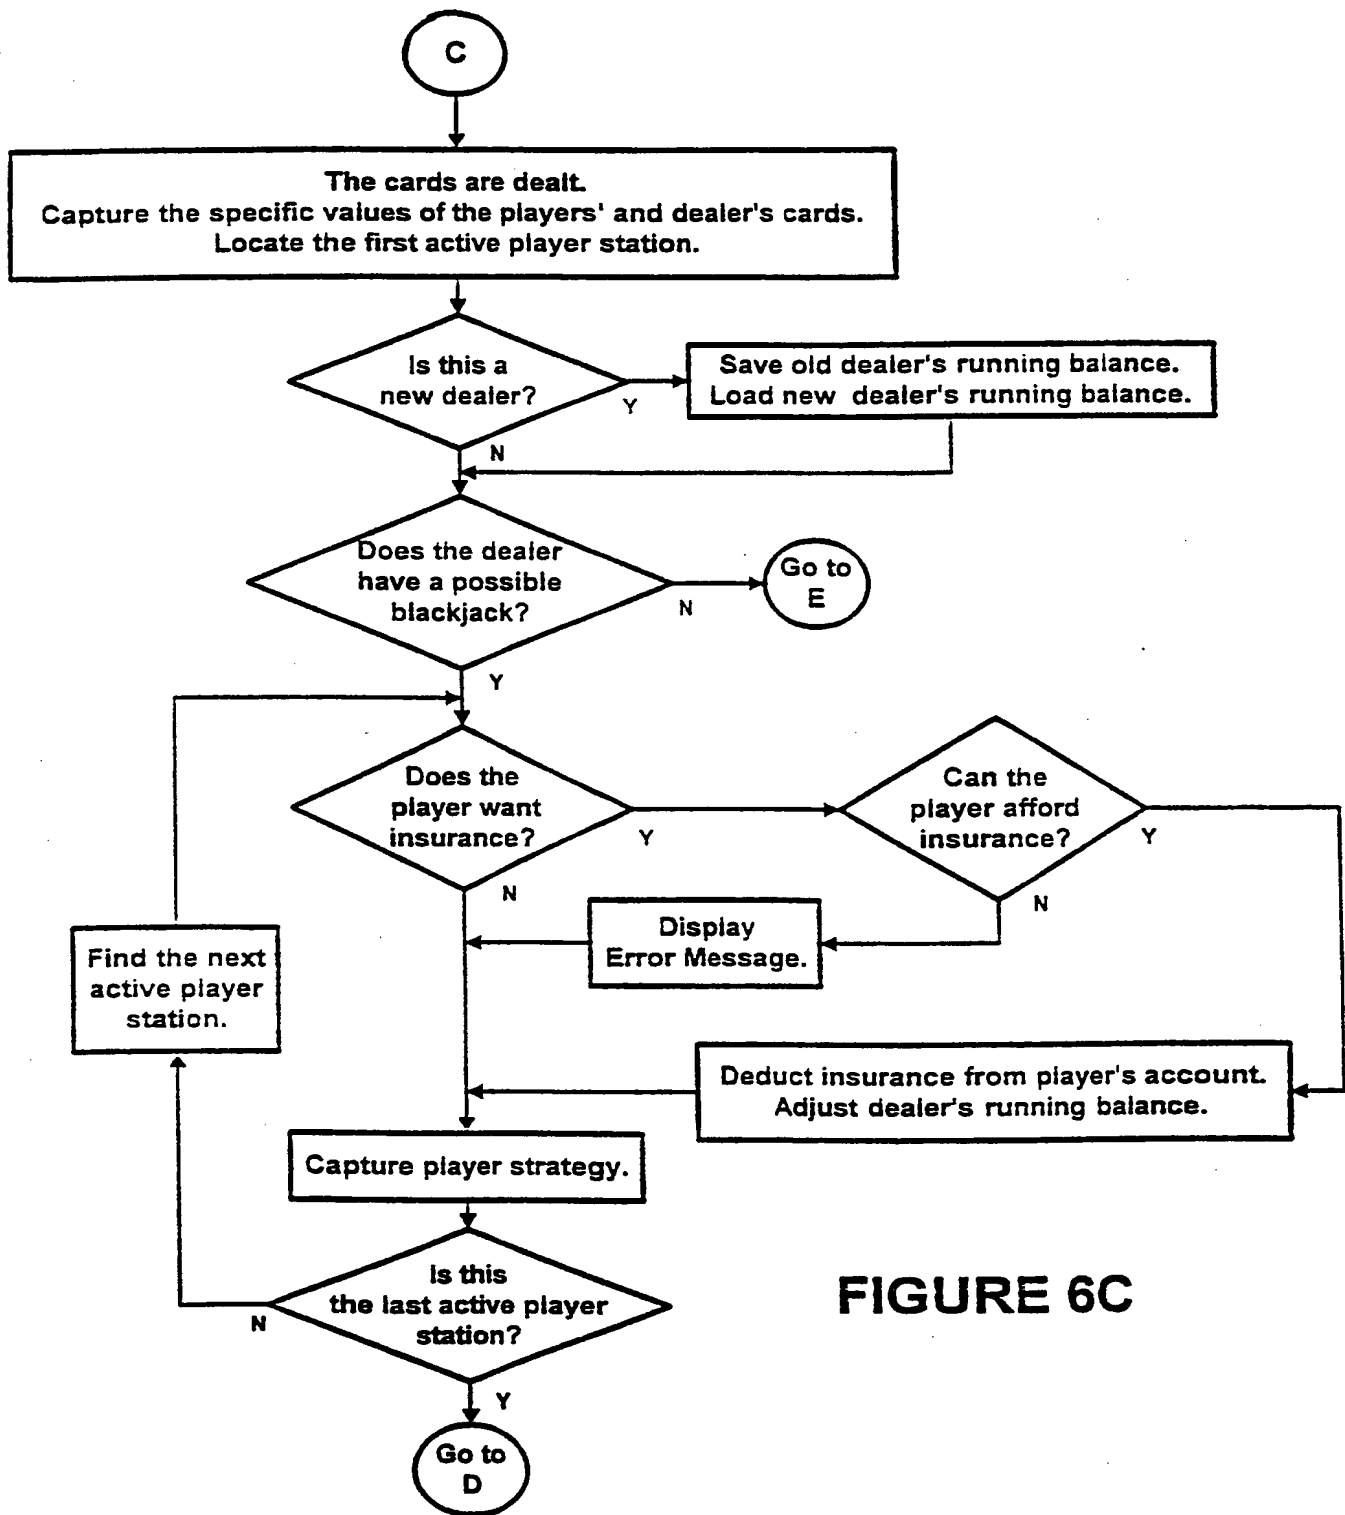 C
The cards are dealt.
Capture the specific values of the players' and dealer's cards.
Locate the first active player station.
Is this a
new dealer?
Y
Save old dealer's running balance.
Load new dealer's running balance.
N
Does the dealer
have a possible
blackjack?
N
Go to
E
Y
Does the
player want
insurance?
Y
Can the
player afford
insurance?
Y
N
N
Display
Error Message.
Find the next
active player
station.
Deduct insurance from player's account.
Adjust dealer's running balance.
Capture player strategy.
Is this
the last active player
station?
N
Y
Go to
D
FIGURE 6C